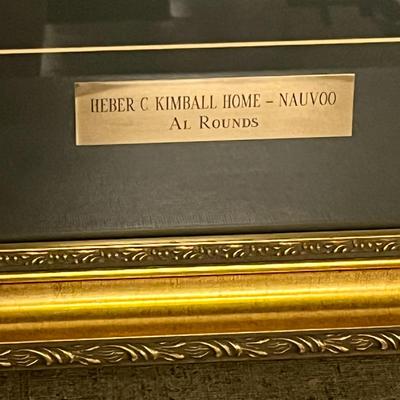 HEBER C KIMBALL HOME – NAUVOO
AL ROUNDS